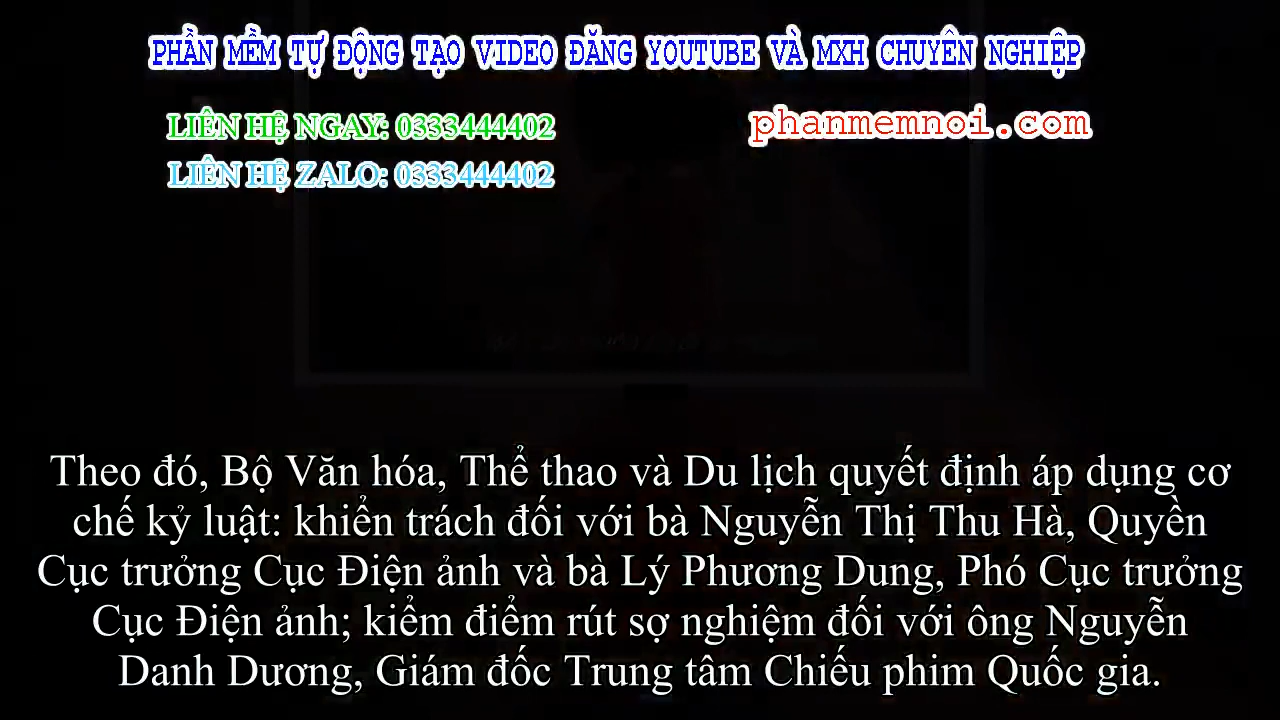 PHẦN MỀM TỰ ĐỘNG TẠO VIDEO ĐĂNG YOUTUBE VÀ MXH CHUYÊN NGHIỆP
LIÊN HỆ NGAY: 0333444402
phanmemnoi.com
LIÊN HỆ ZALO: 0333444402
Theo đó, Bộ Văn hóa, Thể thao và Du lịch quyết định áp dụng cơ
chế kỷ luật: khiển trách đối với bà Nguyễn Thị Thu Hà, Quyền
Cục trưởng Cục Điện ảnh và bà Lý Phương Dung, Phó Cục trưởng
Cục Điện ảnh; kiểm điểm rút sợ nghiệm đối với ông Nguyễn
Danh Dương, Giám đốc Trung tâm Chiếu phim Quốc gia.